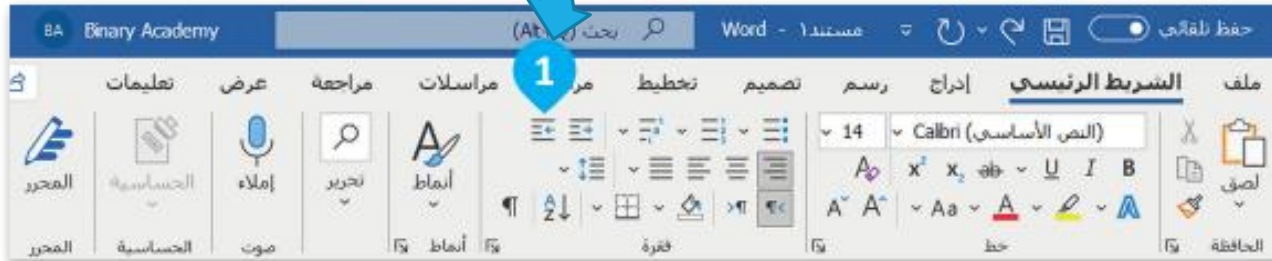 حفظ تلقائي مستند١ - Word بحث (Alt Binary Academy BA
ملف الشريط الرئيسي إدراج رسم تصميم تخطيط مراسلات مراجعة عرض تعليمات
1
لصق Calibri (النص الأساسي) 14 أنماط تحرير إملاء الحساسية المحرر
B I U ab x₂ x² A
A A Aa A A A Z
الحافظة خط فقرة أنماط صوت الحساسية المحرر